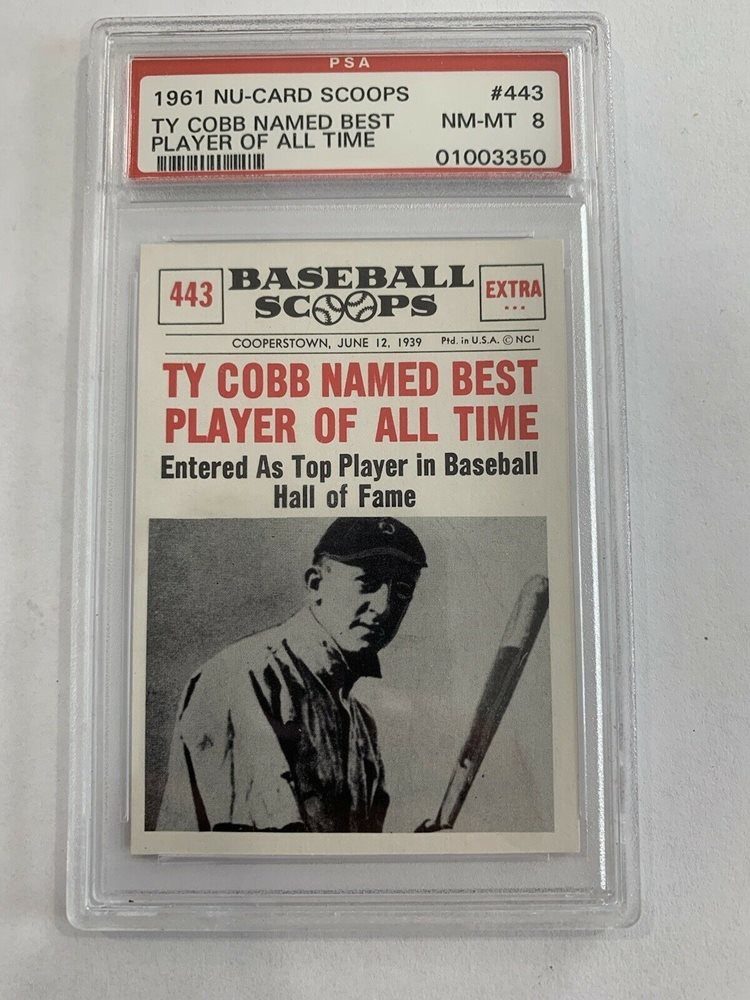 PSA
1961 NU-CARD SCOOPS #443
TY COBB NAMED BEST NM-MT 8
PLAYER OF ALL TIME
01003350
443 BASEBALL SCOOPS EXTRA
COOPERSTOWN, JUNE 12, 1939 Ptd. in U.S.A. © NCI
TY COBB NAMED BEST
PLAYER OF ALL TIME
Entered As Top Player in Baseball
Hall of Fame